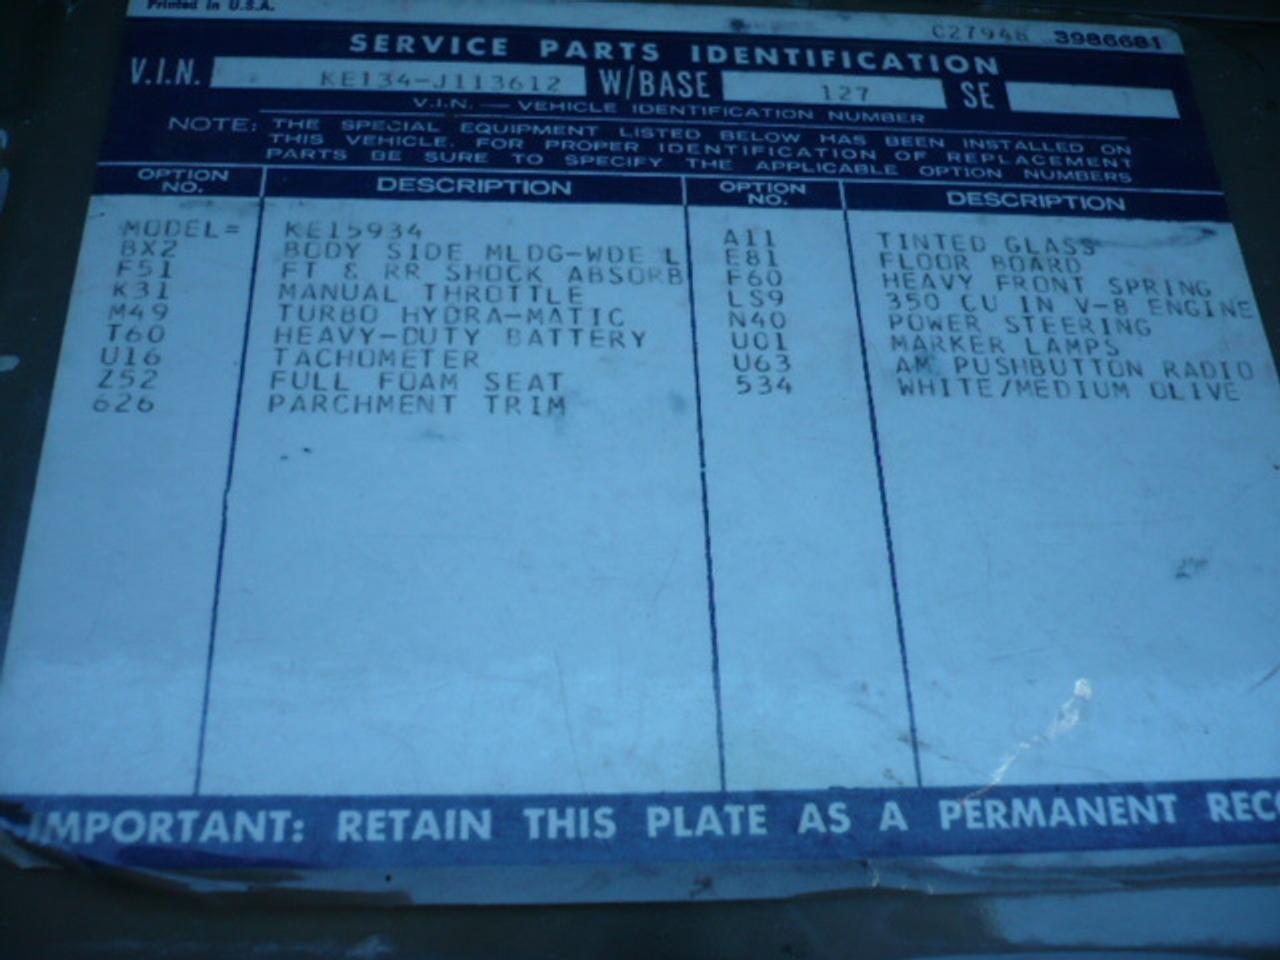 Printed in U.S.A.
C27948 3986681
SERVICE PARTS IDENTIFICATION
V.I.N. KE134-J113612 W/BASE 127 SE
V.I.N. — VEHICLE IDENTIFICATION NUMBER
NOTE: THE SPECIAL EQUIPMENT LISTED BELOW HAS BEEN INSTALLED ON
THIS VEHICLE. FOR PROPER IDENTIFICATION OF REPLACEMENT
PARTS BE SURE TO SPECIFY THE APPLICABLE OPTION NUMBERS
OPTION NO. DESCRIPTION OPTION NO. DESCRIPTION
MODEL= KE15934
BX2 BODY SIDE MLDG-WDE L
F51 FT & RR SHOCK ABSORB
K31 MANUAL THROTTLE
M49 TURBO HYDRA-MATIC
T60 HEAVY-DUTY BATTERY
U16 TACHOMETER
Z52 FULL FOAM SEAT
626 PARCHMENT TRIM
A11 TINTED GLASS
E81 FLOOR BOARD
F60 HEAVY FRONT SPRING
LS9 350 CU IN V-8 ENGINE
N40 POWER STEERING
U01 MARKER LAMPS
U63 AM PUSHBUTTON RADIO
534 WHITE/MEDIUM OLIVE
IMPORTANT: RETAIN THIS PLATE AS A PERMANENT RECO